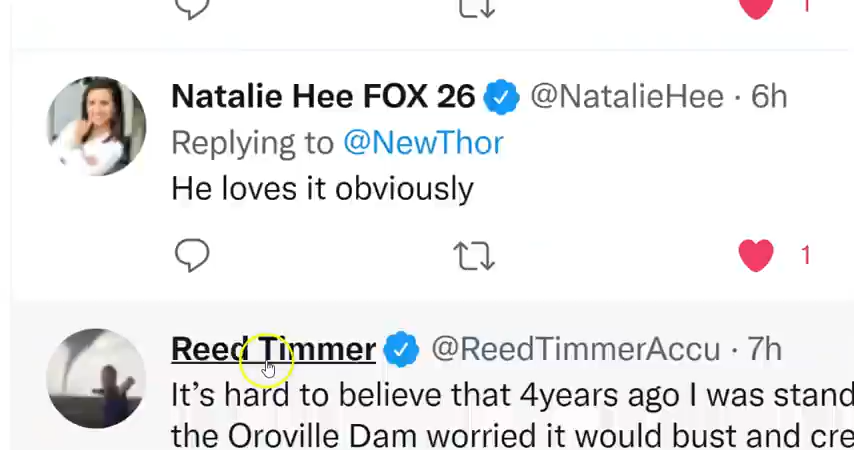 1
Natalie Hee FOX 26 @NatalieHee · 6h
Replying to @NewThor
He loves it obviously
1
Reed Timmer @ReedTimmerAccu · 7h
It's hard to believe that 4years ago I was stand
the Oroville Dam worried it would bust and cre